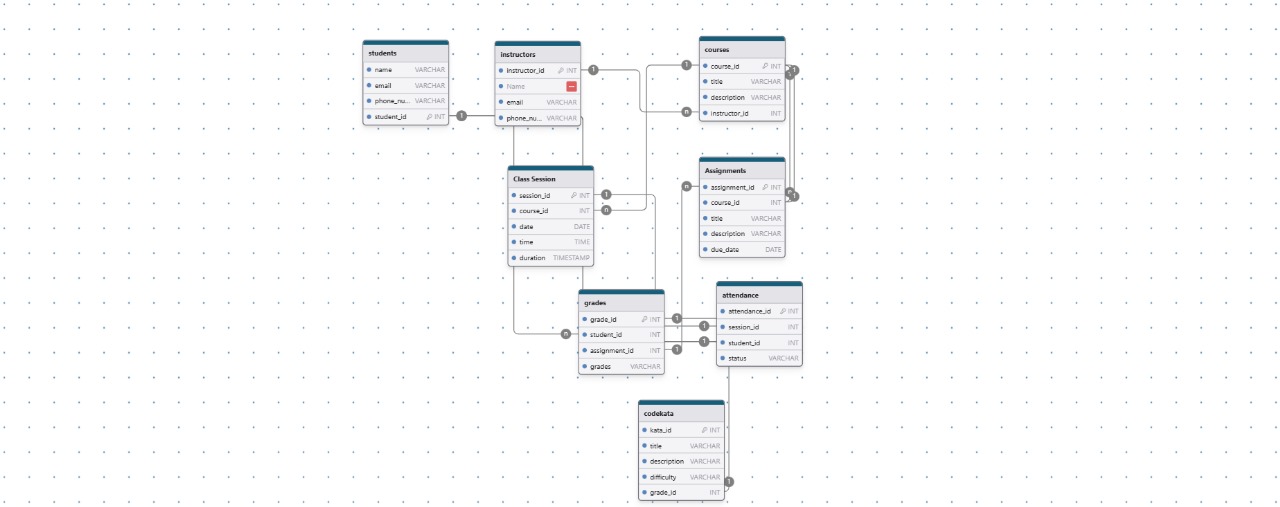 students
name VARCHAR
email VARCHAR
phone_nu... VARCHAR
student_id INT
1
instructors
instructor_id INT
Name
email VARCHAR
phone_nu... VARCHAR
1
courses
course_id INT
title VARCHAR
description VARCHAR
instructor_id INT
1
n
1
Class Session
session_id INT
course_id INT
date DATE
time TIME
duration TIMESTAMP
1
n
Assignments
assignment_id INT
course_id INT
title VARCHAR
description VARCHAR
due_date DATE
n
1
grades
grade_id INT
student_id INT
assignment_id INT
grades VARCHAR
n
1
1
attendance
attendance_id INT
session_id INT
student_id INT
status VARCHAR
1
1
codekata
kata_id INT
title VARCHAR
description VARCHAR
difficulty VARCHAR
grade_id INT
1